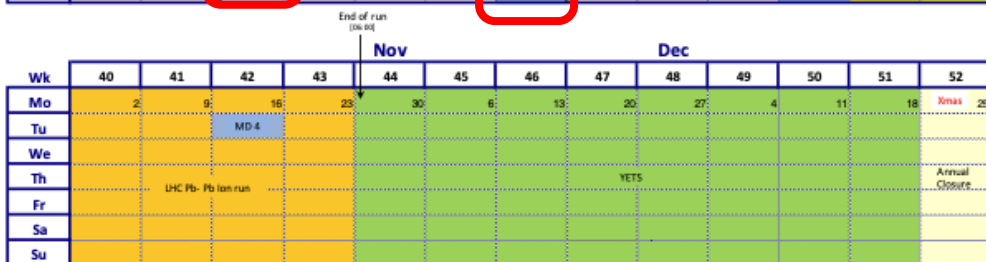 End of run
[06:00]
Nov Dec
Wk 40 41 42 43 44 45 46 47 48 49 50 51 52
Mo 2 9 16 23 30 6 13 20 27 4 11 18 Xmas 25
Tu MD 4
We
Th LHC Pb- Pb Ion run YETS Annual Closure
Fr
Sa
Su